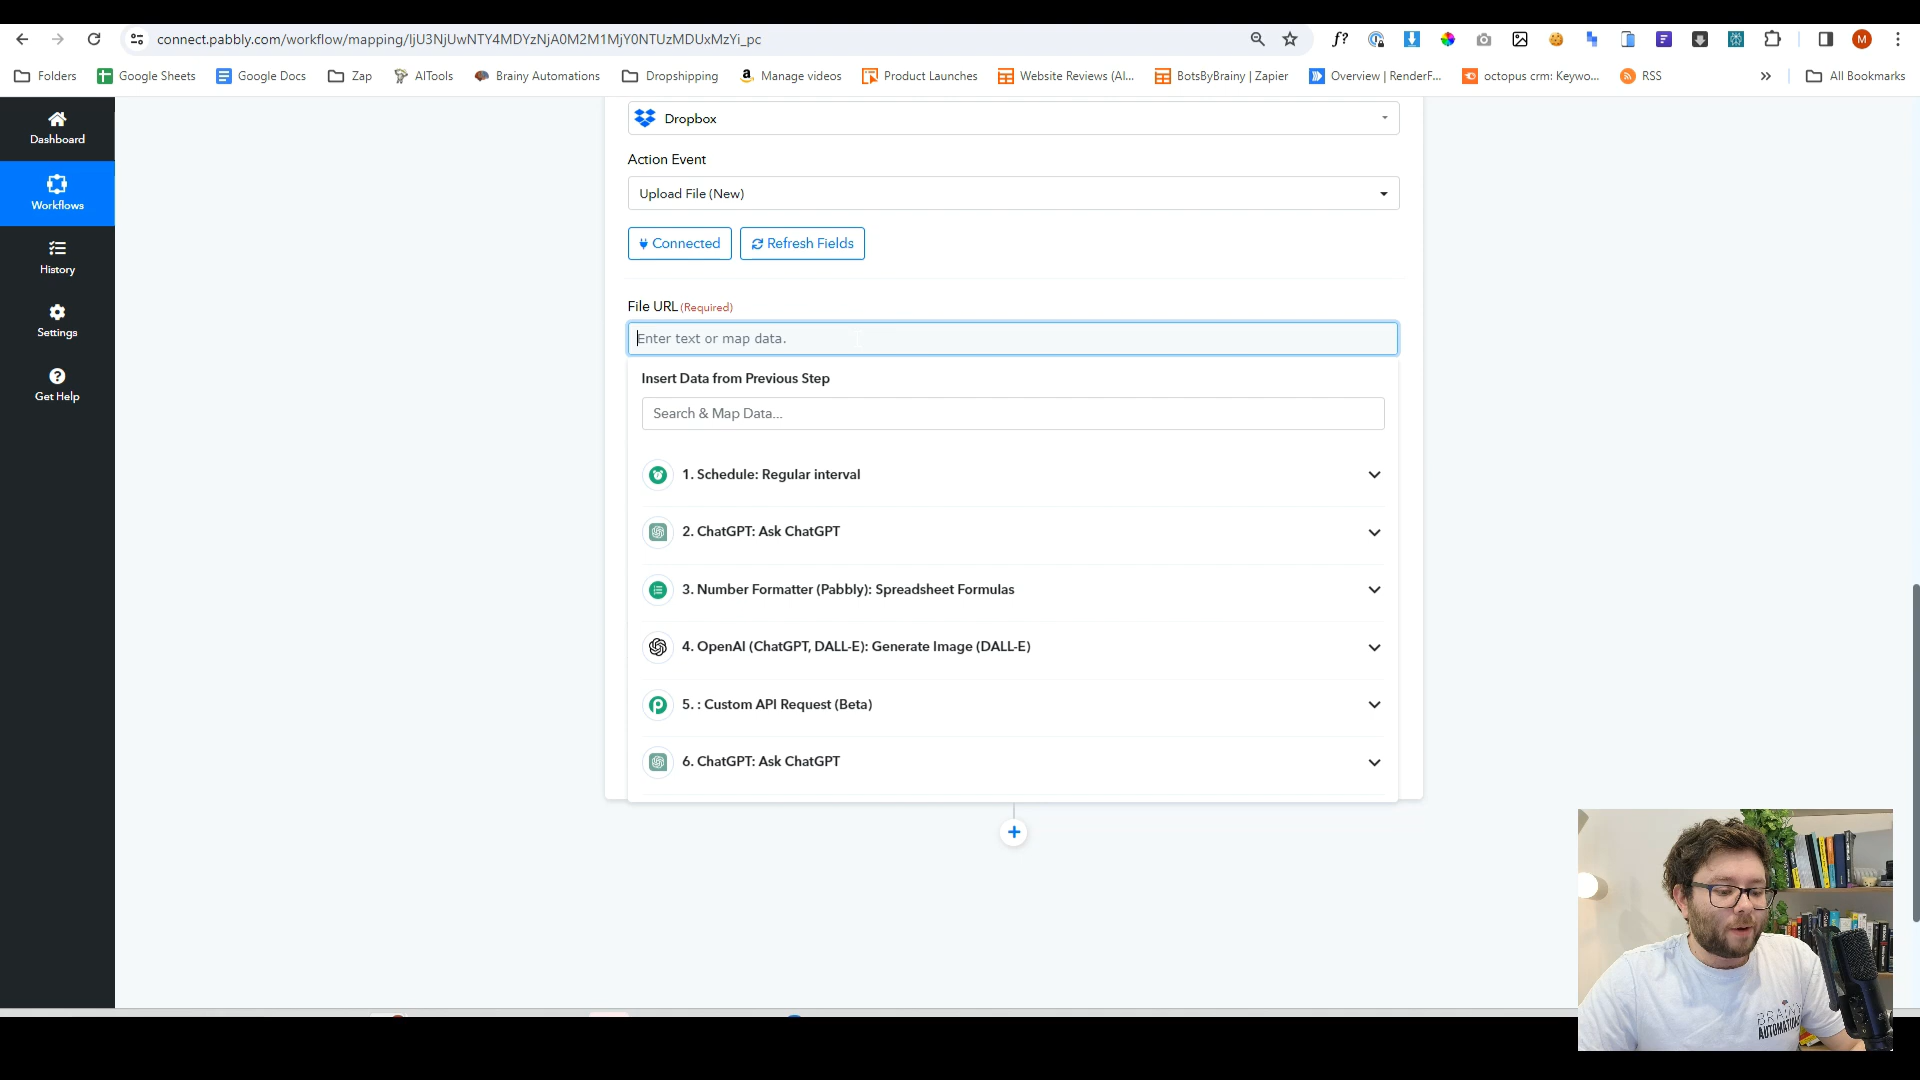 connect.pabbly.com/workflow/mapping/IjU3NjUwNTY4MDYzNjA0M2M1MjY0NTUzMDUxMzYi_pc
f?
M
Folders
Google Sheets
Google Docs
Zap
AITools
Brainy Automations
Dropshipping
Manage videos
Product Launches
Website Reviews (Al...
BotsByBrainy | Zapier
Overview | RenderF...
octopus crm: Keywo...
RSS
All Bookmarks
Dashboard
Workflows
History
Settings
Get Help
Dropbox
Action Event
Upload File (New)
Connected
Refresh Fields
File URL (Required)
Enter text or map data.
Insert Data from Previous Step
Search & Map Data...
1. Schedule: Regular interval
2. ChatGPT: Ask ChatGPT
3. Number Formatter (Pabbly): Spreadsheet Formulas
4. OpenAI (ChatGPT, DALL-E): Generate Image (DALL-E)
5. : Custom API Request (Beta)
6. ChatGPT: Ask ChatGPT
BRAINY
AUTOMATIONS